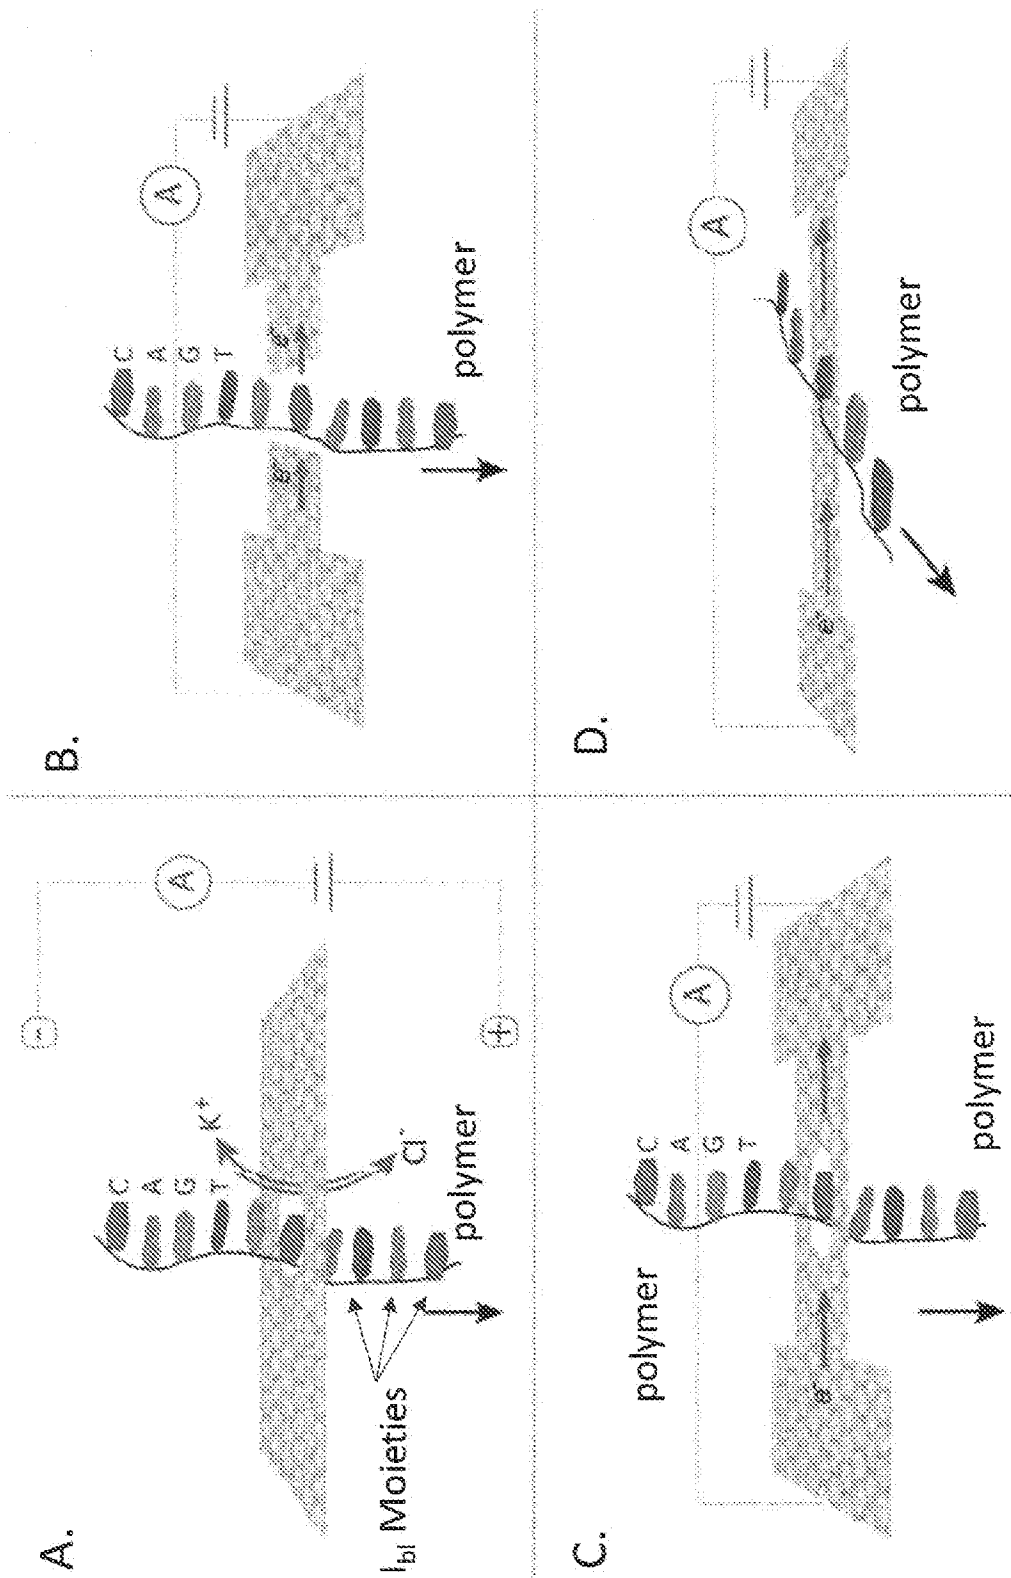 A.
C
A
G
T
K⁺
Cl⁻
−
A
+
I_bl Moieties
polymer
B.
C
A
G
T
A
polymer
C.
polymer
C
A
G
T
A
e⁻
polymer
D.
A
e⁻
polymer